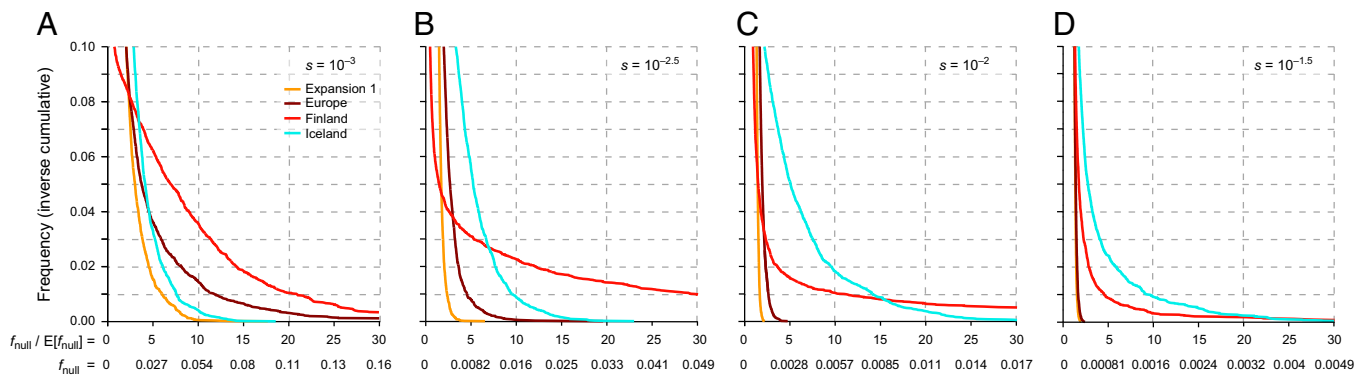 A B C D
s = 10⁻³ s = 10⁻²·⁵ s = 10⁻² s = 10⁻¹·⁵
Expansion 1
Europe
Finland
Iceland
Frequency (inverse cumulative)
0.10
0.08
0.06
0.04
0.02
0.00
f_null / E[f_null] = 0 5 10 15 20 25 30 0 5 10 15 20 25 30 0 5 10 15 20 25 30 0 5 10 15 20 25 30
f_null = 0 0.027 0.054 0.08 0.11 0.13 0.16 0 0.0082 0.016 0.025 0.033 0.041 0.049 0 0.0028 0.0057 0.0085 0.011 0.014 0.017 0 0.00081 0.0016 0.0024 0.0032 0.004 0.0049